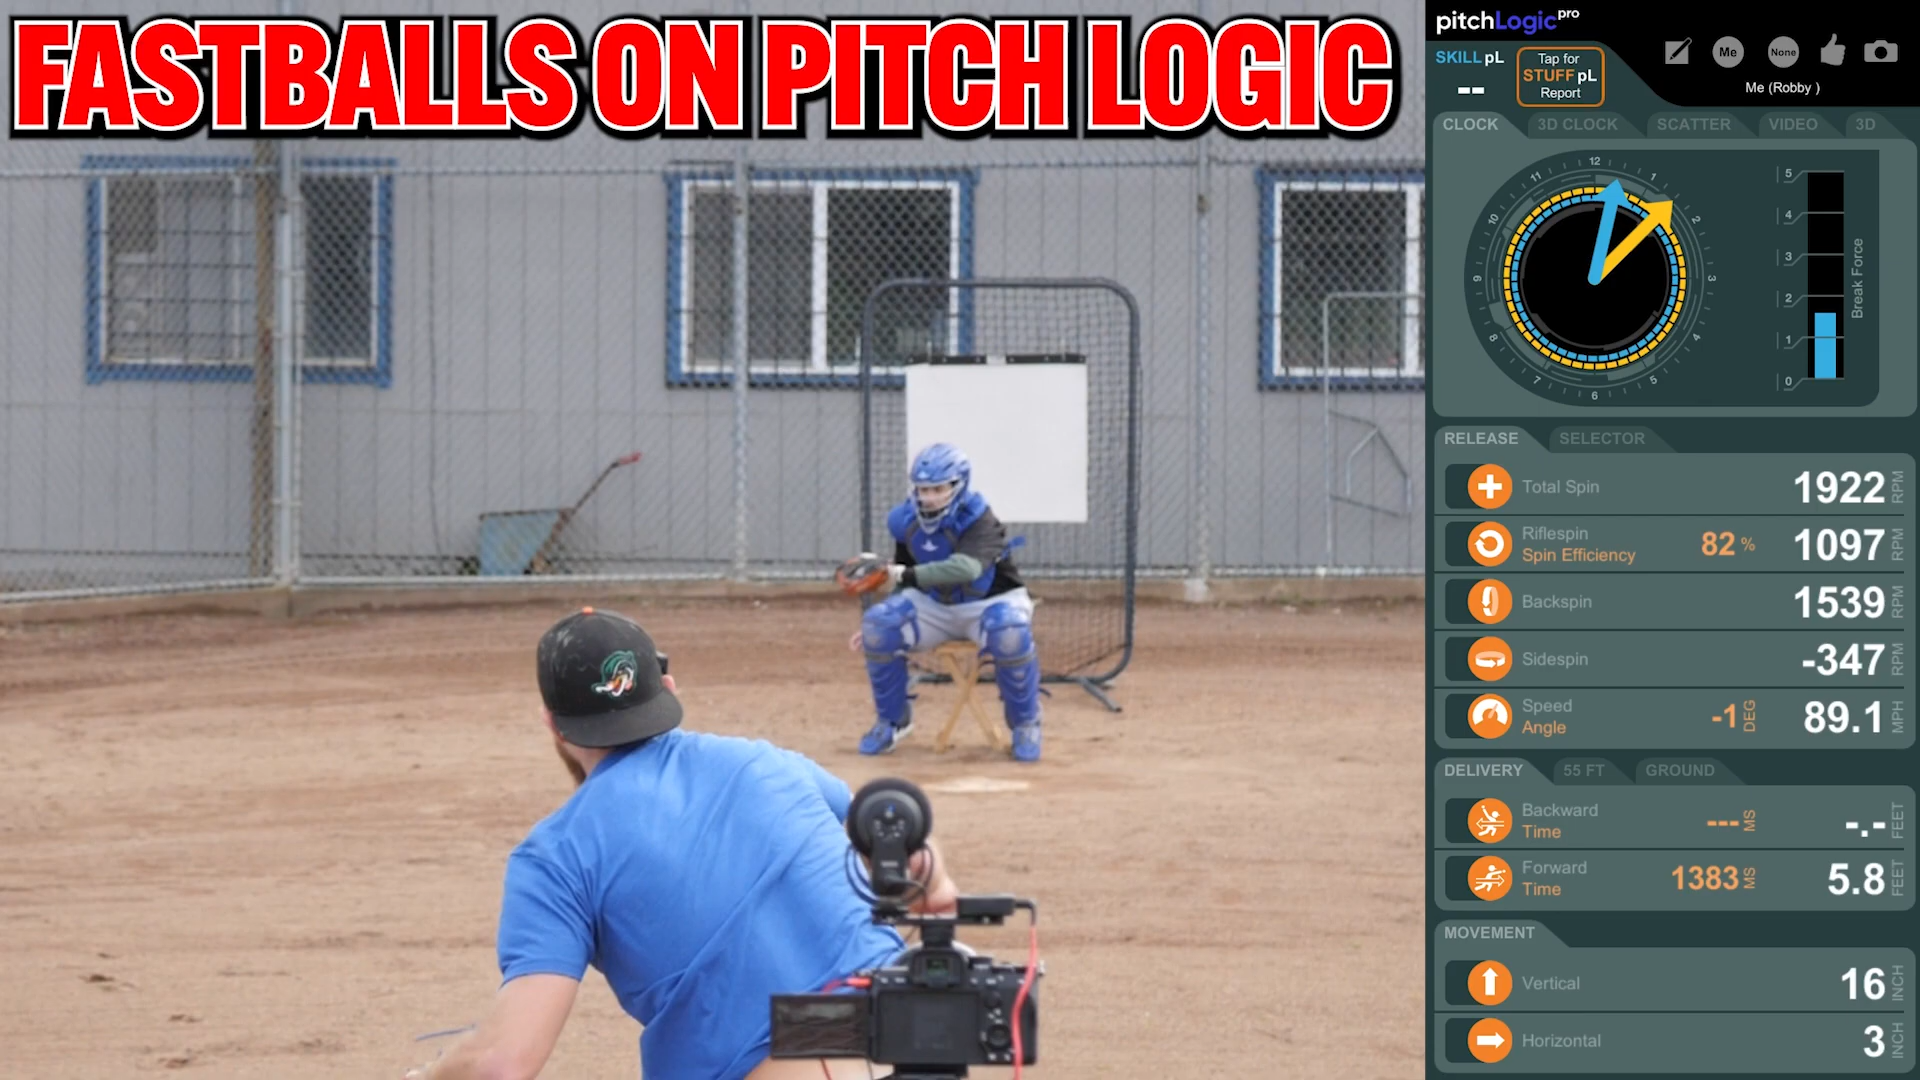 FASTBALLS ON PITCH LOGIC
pitchLogic pro
SKILL pL
--
Tap for
STUFF pL
Report
Me
None
Me (Robby )
CLOCK 3D CLOCK SCATTER VIDEO 3D
12
1
2
3
4
5
6
7
8
9
10
11
5
4
3
2
1
0
Break Force
RELEASE SELECTOR
Total Spin 1922 RPM
Riflespin
Spin Efficiency 82 % 1097 RPM
Backspin 1539 RPM
Sidespin -347 RPM
Speed
Angle -1 DEG 89.1 MPH
DELIVERY 55 FT GROUND
Backward
Time --- MS -.- FEET
Forward
Time 1383 MS 5.8 FEET
MOVEMENT
Vertical 16 INCH
Horizontal 3 INCH